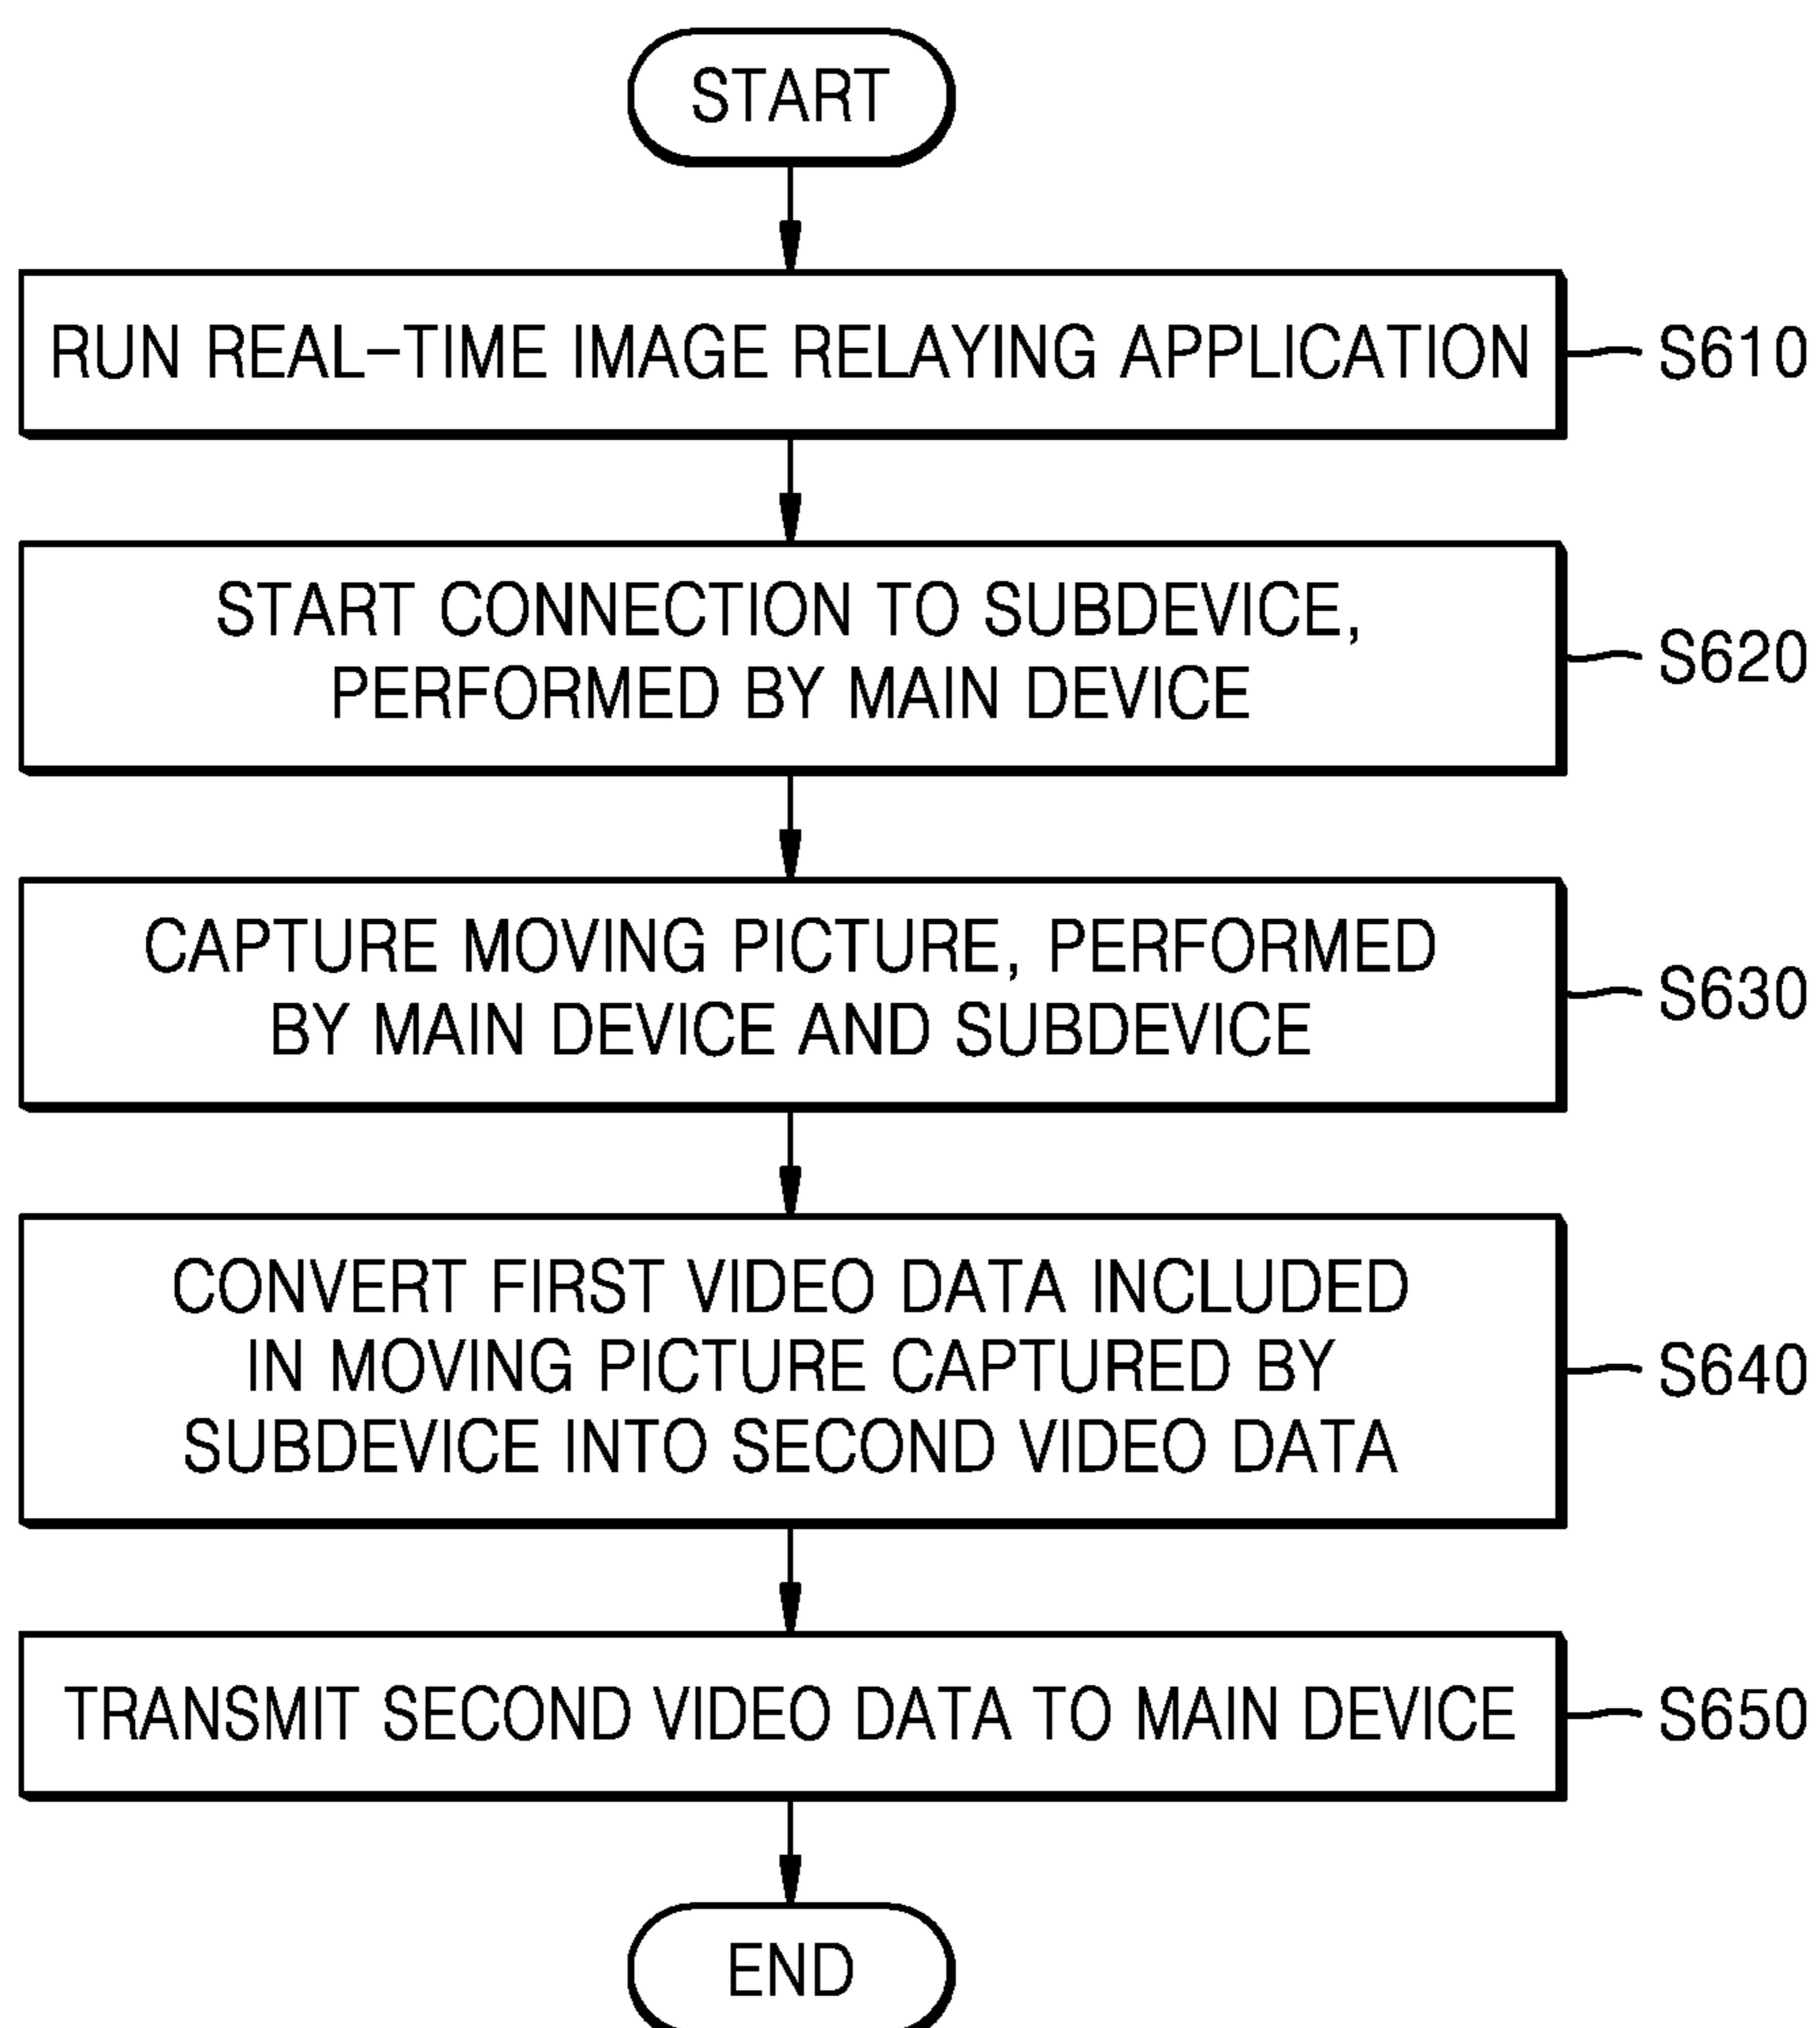 START
RUN REAL-TIME IMAGE RELAYING APPLICATION
S610
START CONNECTION TO SUBDEVICE,
PERFORMED BY MAIN DEVICE
S620
CAPTURE MOVING PICTURE, PERFORMED
BY MAIN DEVICE AND SUBDEVICE
S630
CONVERT FIRST VIDEO DATA INCLUDED
IN MOVING PICTURE CAPTURED BY
SUBDEVICE INTO SECOND VIDEO DATA
S640
TRANSMIT SECOND VIDEO DATA TO MAIN DEVICE
S650
END